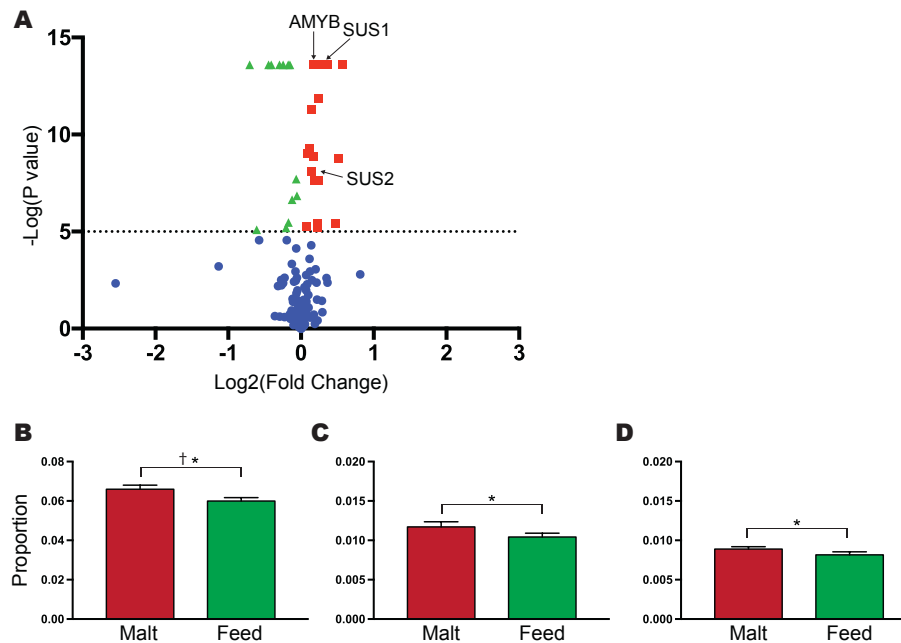 A
AMYB
SUS1
SUS2
-Log(P value)
15
10
5
0
-3
-2
-1
0
1
2
3
Log2(Fold Change)
B
C
D
Proportion
0.08
0.06
0.04
0.02
0.00
† *
Malt
Feed
0.020
0.015
0.010
0.005
0.000
*
Malt
Feed
0.020
0.015
0.010
0.005
0.000
*
Malt
Feed